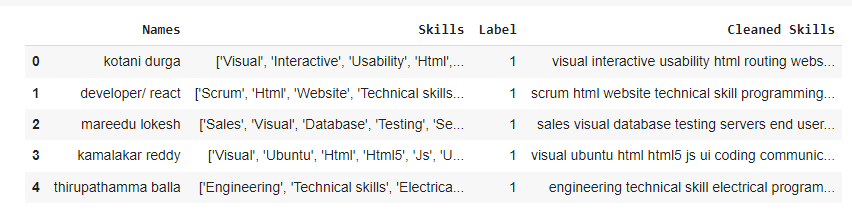 Names Skills Label Cleaned Skills
0 kotani durga ['Visual', 'Interactive', 'Usability', 'Html',... 1 visual interactive usability html routing webs...
1 developer/ react ['Scrum', 'Html', 'Website', 'Technical skills... 1 scrum html website technical skill programming...
2 mareedu lokesh ['Sales', 'Visual', 'Database', 'Testing', 'Se... 1 sales visual database testing servers end user...
3 kamalakar reddy ['Visual', 'Ubuntu', 'Html', 'Html5', 'Js', 'U... 1 visual ubuntu html html5 js ui coding communic...
4 thirupathamma balla ['Engineering', 'Technical skills', 'Electrica... 1 engineering technical skill electrical program...